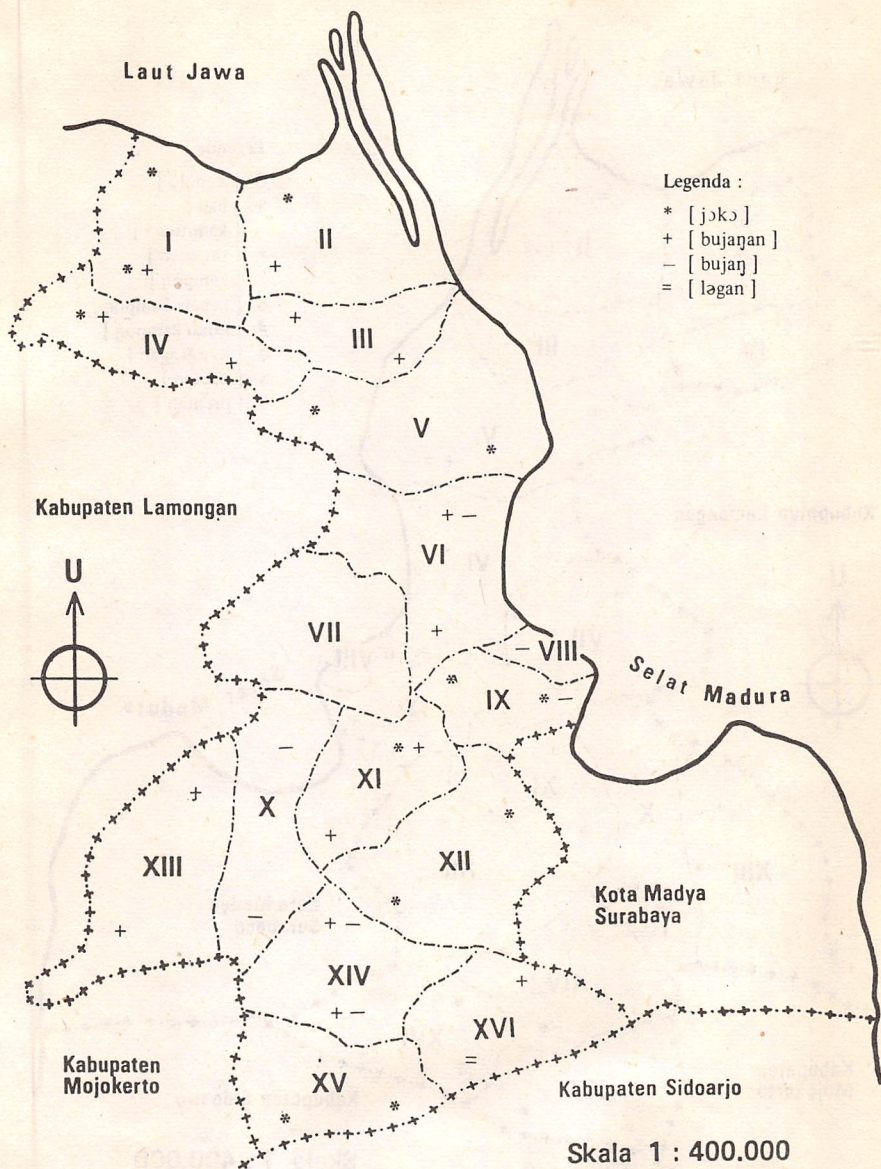 Laut Jawa
Legenda :
* [ jɔkɔ ]
+ [ bujaŋan ]
– [ bujaŋ ]
= [ ləgan ]
I
II
III
IV
V
Kabupaten Lamongan
VI
U
VII
VIII
Selat Madura
IX
X
XI
XII
XIII
Kota Madya
Surabaya
XIV
XVI
Kabupaten
Mojokerto
XV
Kabupaten Sidoarjo
Skala 1 : 400.000